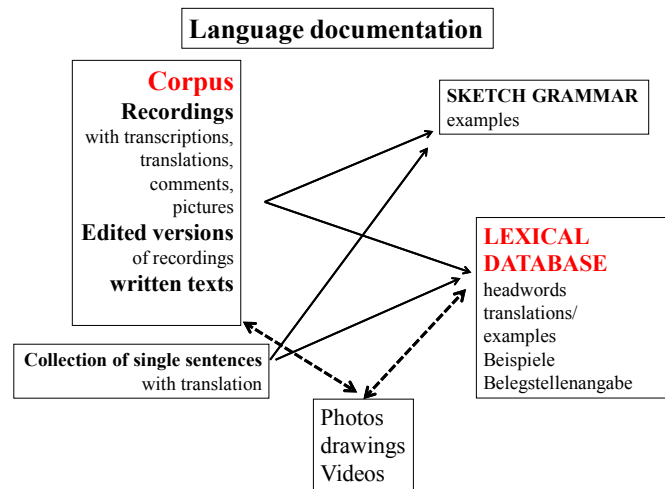 Language documentation
Corpus
Recordings
with transcriptions,
translations,
comments,
pictures
Edited versions
of recordings
written texts
SKETCH GRAMMAR
examples
LEXICAL
DATABASE
headwords
translations/
examples
Beispiele
Belegstellenangabe
Collection of single sentences
with translation
Photos
drawings
Videos